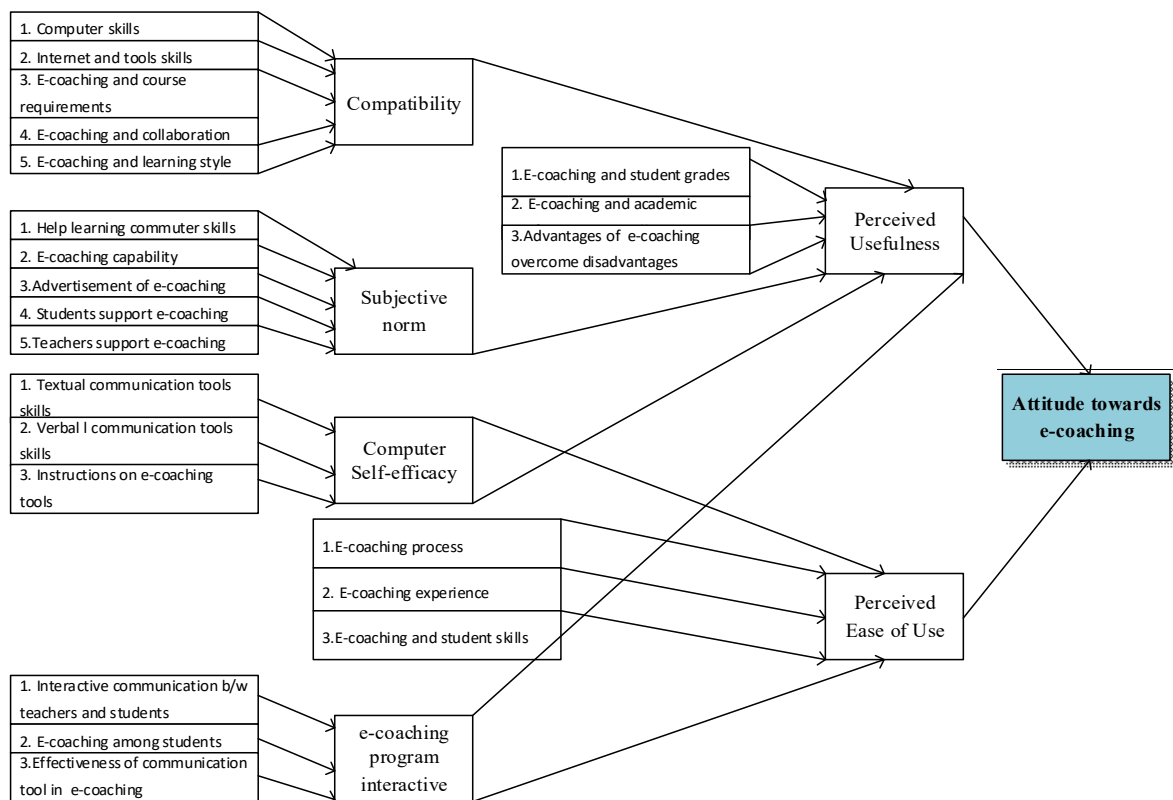 1. Computer skills
2. Internet and tools skills
3. E-coaching and course
requirements
4. E-coaching and collaboration
5. E-coaching and learning style
Compatibility
1.E-coaching and student grades
2. E-coaching and academic
3.Advantages of e-coaching
overcome disadvantages
Perceived
Usefulness
1. Help learning commuter skills
2. E-coaching capability
3.Advertisement of e-coaching
4. Students support e-coaching
5.Teachers support e-coaching
Subjective
norm
1. Textual communication tools
skills
2. Verbal l communication tools
skills
3. Instructions on e-coaching
tools
Computer
Self-efficacy
Attitude towards
e-coaching
1.E-coaching process
2. E-coaching experience
3.E-coaching and student skills
Perceived
Ease of Use
1. Interactive communication b/w
teachers and students
2. E-coaching among students
3.Effectiveness of communication
tool in e-coaching
e-coaching
program
interactive